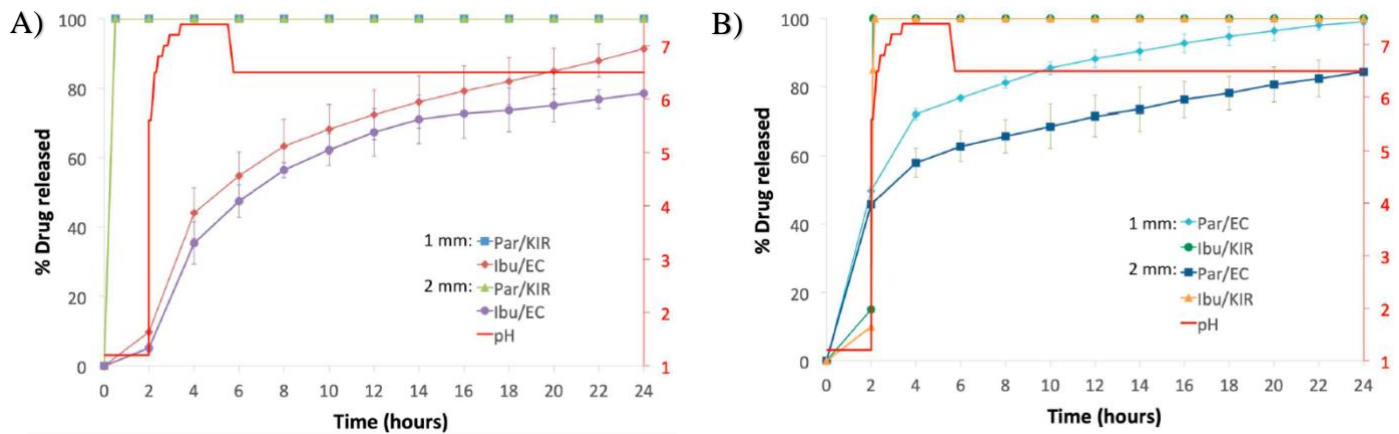 A)
% Drug released
100
80
60
40
20
0
7
6
5
4
3
2
1
1 mm: Par/KIR
Ibu/EC
2 mm: Par/KIR
Ibu/EC
pH
0 2 4 6 8 10 12 14 16 18 20 22 24
Time (hours)
B)
% Drug released
100
80
60
40
20
0
7
6
5
4
3
2
1
1 mm: Par/EC
Ibu/KIR
2 mm: Par/EC
Ibu/KIR
pH
0 2 4 6 8 10 12 14 16 18 20 22 24
Time (hours)